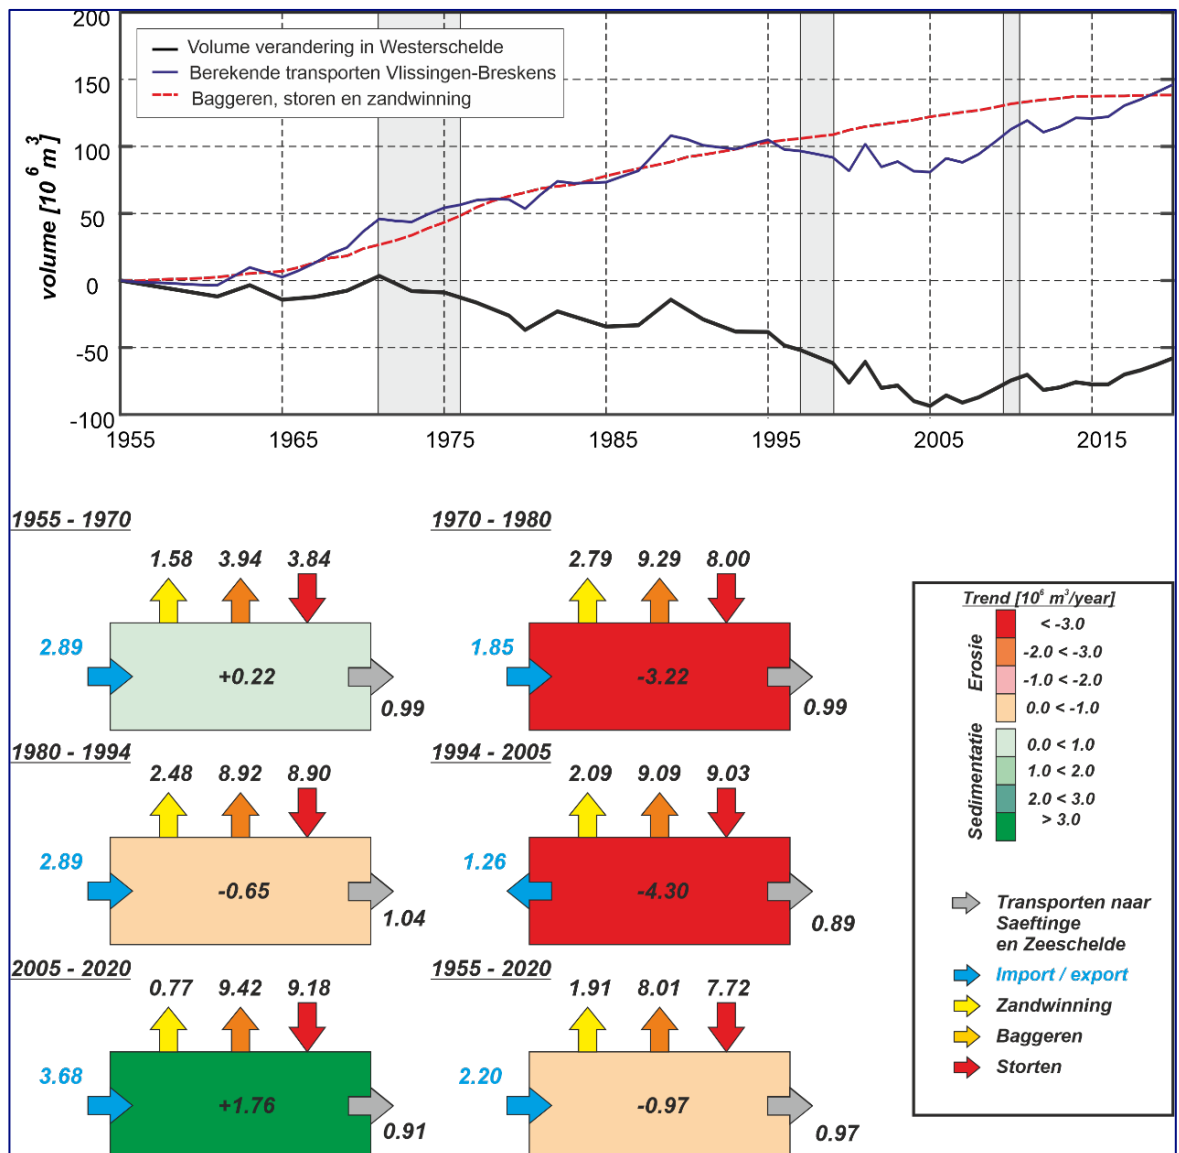 200
150
100
50
0
-50
-100
volume [10⁶ m³]
Volume verandering in Westerschelde
Berekende transporten Vlissingen-Breskens
Baggeren, storen en zandwinning
1955
1965
1975
1985
1995
2005
2015
1955 - 1970
1.58 3.94 3.84
2.89
+0.22
0.99
1970 - 1980
2.79 9.29 8.00
1.85
-3.22
0.99
1980 - 1994
2.48 8.92 8.90
2.89
-0.65
1.04
1994 - 2005
2.09 9.09 9.03
1.26
-4.30
0.89
2005 - 2020
0.77 9.42 9.18
3.68
+1.76
0.91
1955 - 2020
1.91 8.01 7.72
2.20
-0.97
0.97
Trend [10⁶ m³/year]
Erosie
< -3.0
-2.0 < -3.0
-1.0 < -2.0
0.0 < -1.0
Sedimentatie
0.0 < 1.0
1.0 < 2.0
2.0 < 3.0
> 3.0
Transporten naar
Saeftinge
en Zeeschelde
Import / export
Zandwinning
Baggeren
Storten